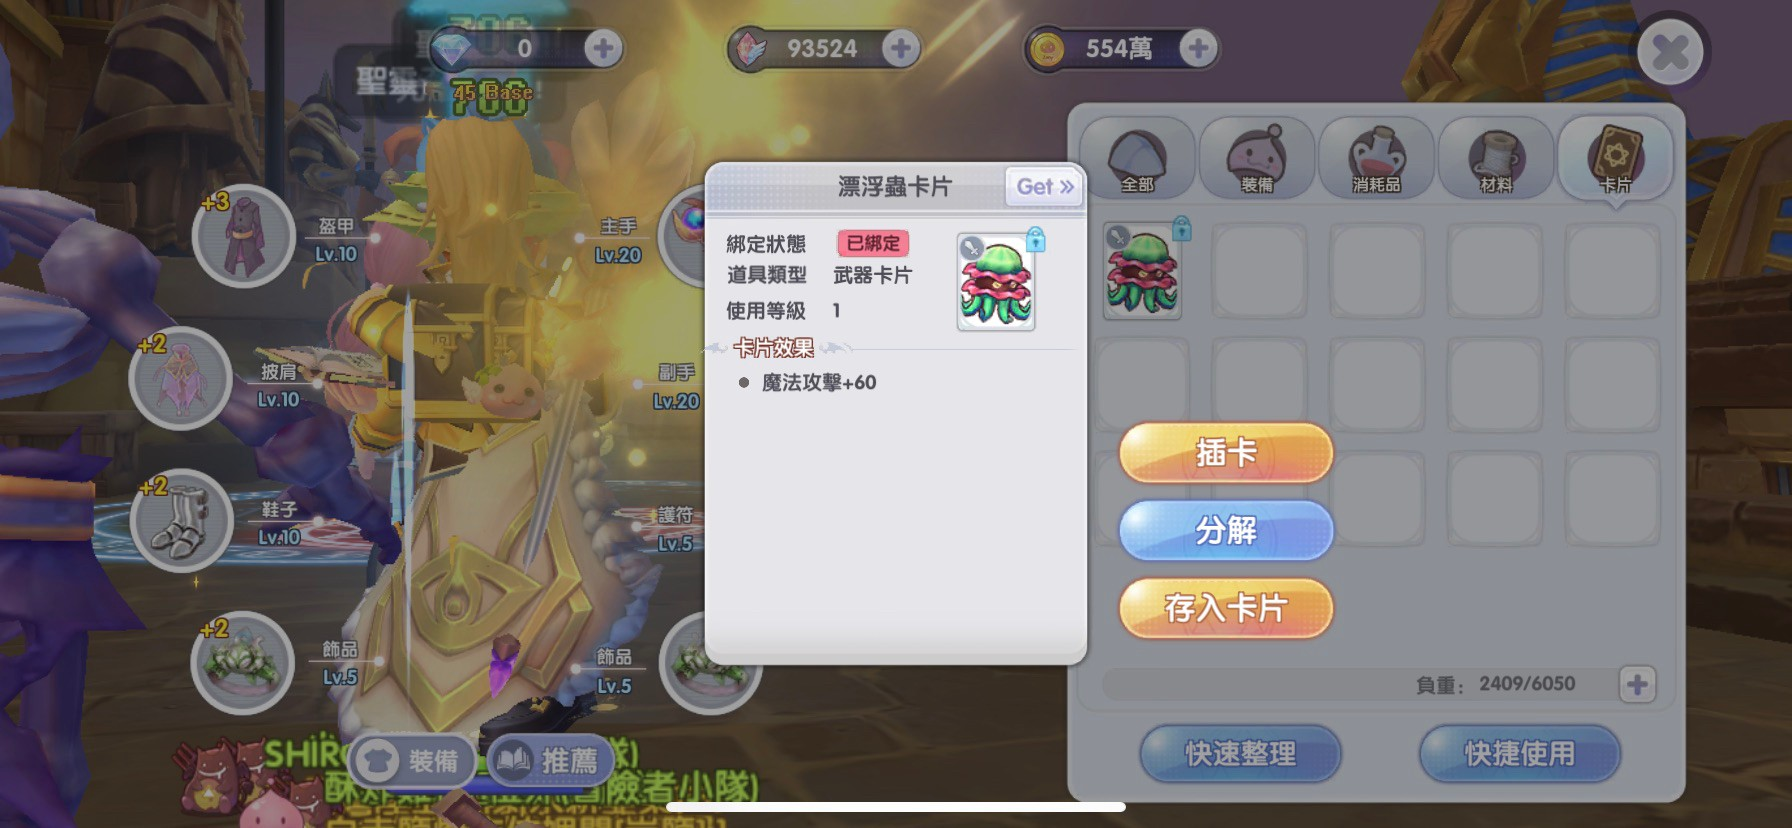 0
93524
554萬
45 Base
漂浮蟲卡片
Get »
綁定狀態 已綁定
道具類型 武器卡片
使用等級 1
卡片效果
魔法攻擊+60
全部
裝備
消耗品
材料
卡片
+3
盔甲
Lv.10
主手
Lv.20
+2
披肩
Lv.10
副手
Lv.20
+2
鞋子
Lv.10
護符
Lv.5
+2
飾品
Lv.5
飾品
Lv.5
插卡
分解
存入卡片
負重： 2409/6050
快速整理
快捷使用
裝備
推薦